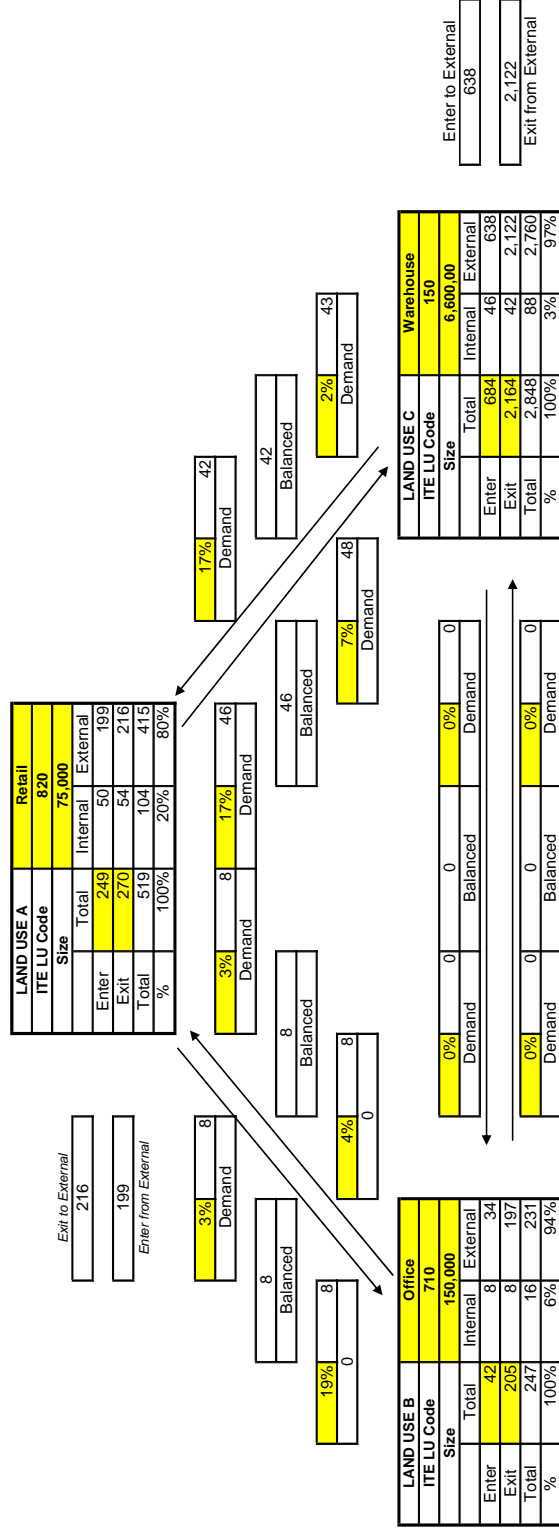 LAND USE A Retail
ITE LU Code 820
Size 75,000
Total Internal External
Enter 249 50 199
Exit 270 54 216
Total 519 104 415
% 100% 20% 80%
Exit to External
216
199
Enter from External
3% 8
Demand
8
Balanced
19% 8
0
3% 8
Demand
8
Balanced
4% 8
0
17% 46
Demand
46
Balanced
7% 48
Demand
17% 42
Demand
42
Balanced
2% 43
Demand
LAND USE B Office
ITE LU Code 710
Size 150,000
Total Internal External
Enter 42 8 34
Exit 205 8 197
Total 247 16 231
% 100% 6% 94%
0% 0 0 0% 0
Demand Balanced Demand
0% 0 0 0% 0
Demand Balanced Demand
LAND USE C Warehouse
ITE LU Code 150
Size 6,600,00
Total Internal External
Enter 684 46 638
Exit 2,164 42 2,122
Total 2,848 88 2,760
% 100% 3% 97%
Enter to External
638
2,122
Exit from External